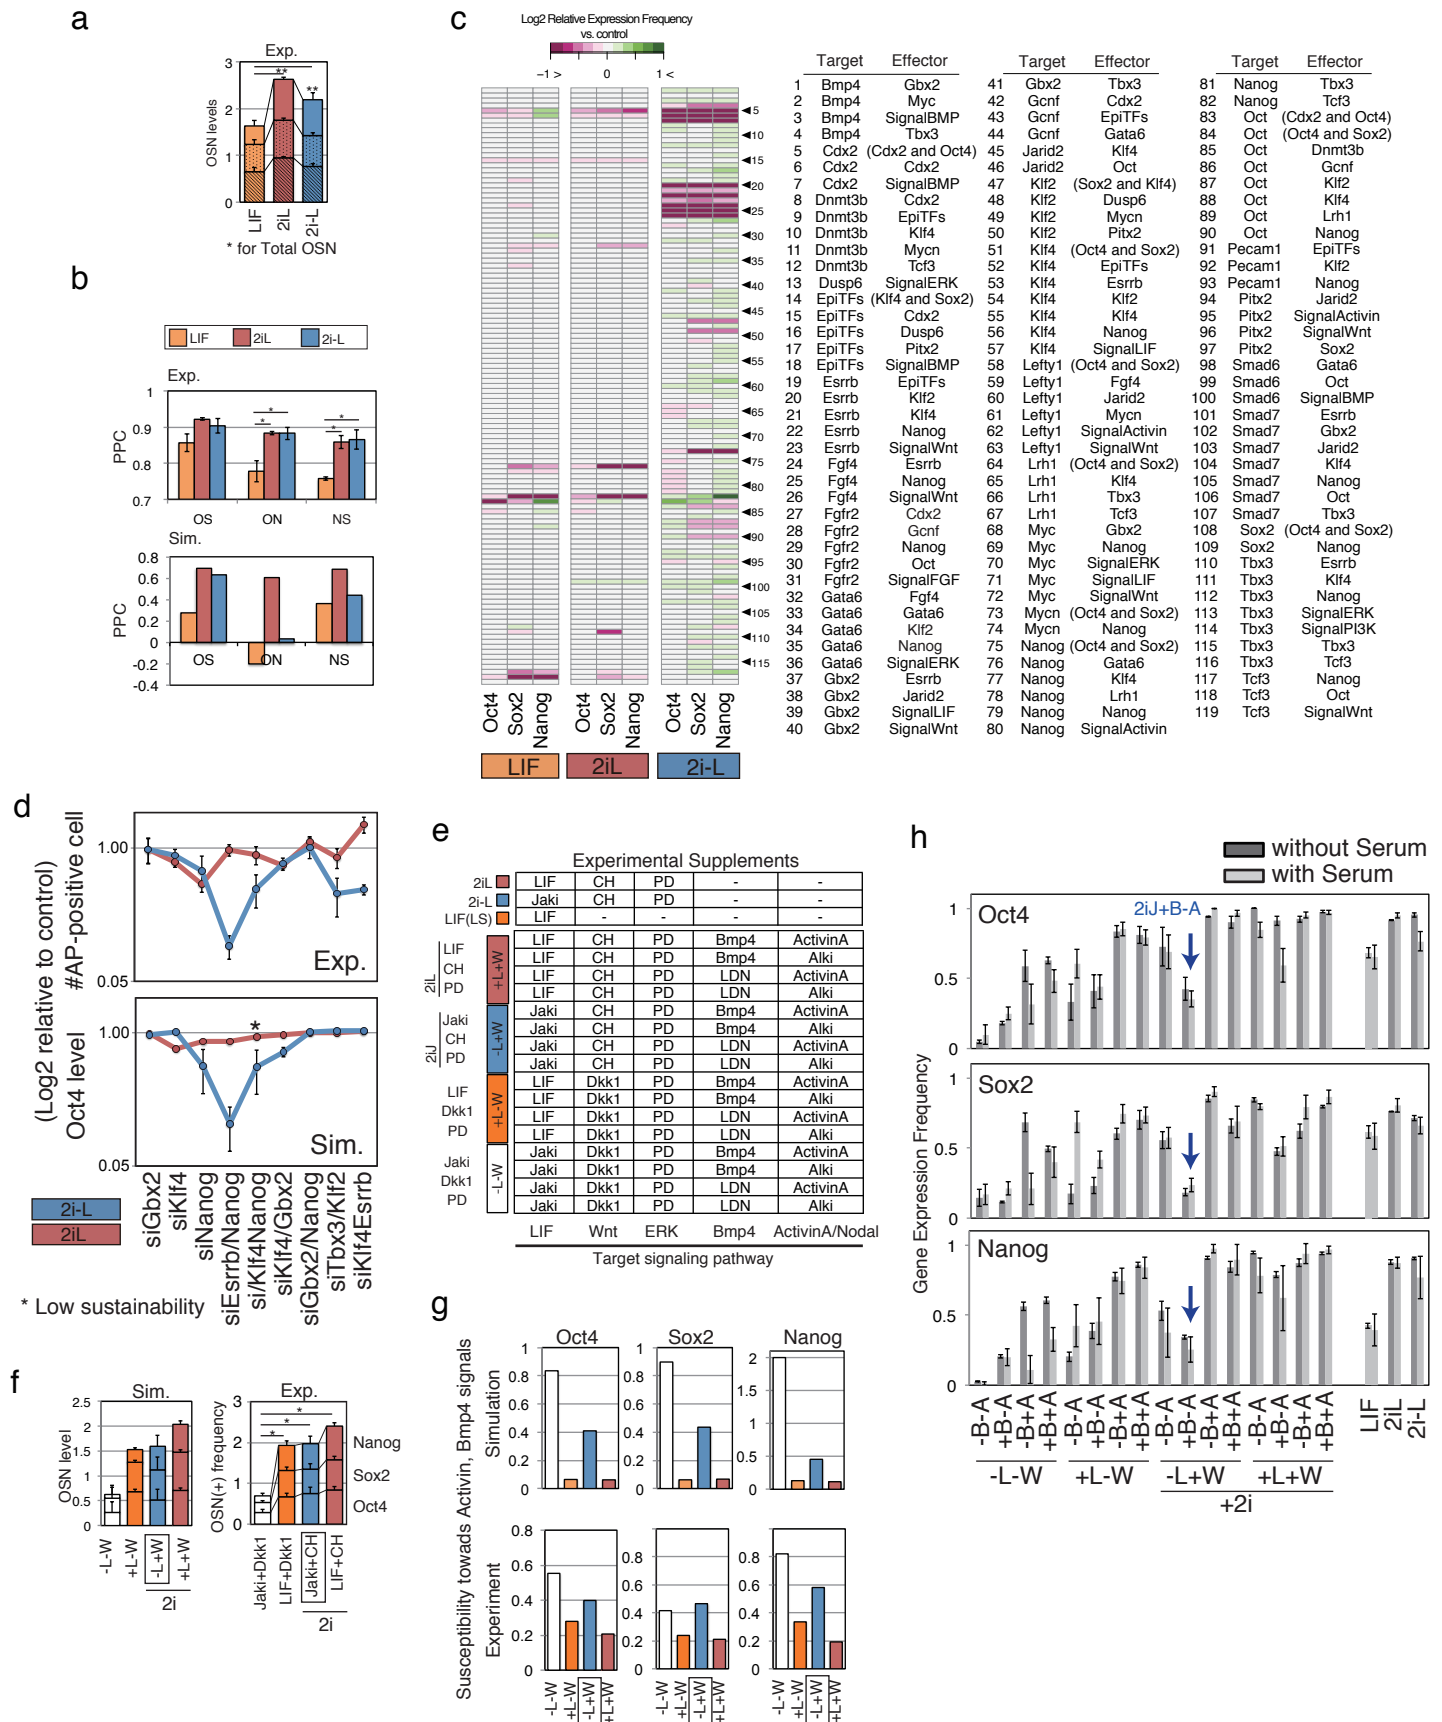 a
Exp.
OSN levels
3
2
1
0
**
**
LIF
2iL
2i-L
* for Total OSN
b
LIF
2iL
2i-L
Exp.
PPC
1
0.9
0.8
0.7
*
*
*
*
OS
ON
NS
Sim.
PPC
0.8
0.6
0.4
0.2
0
-0.2
-0.4
OS
ON
NS
c
Log2 Relative Expression Frequency
vs. control
-1 >
0
1 <
5
10
15
20
25
30
35
40
45
50
55
60
65
70
75
80
85
90
95
100
105
110
115
Oct4
Sox2
Nanog
Oct4
Sox2
Nanog
Oct4
Sox2
Nanog
LIF
2iL
2i-L
Target Effector
1 Bmp4 Gbx2
2 Bmp4 Myc
3 Bmp4 SignalBMP
4 Bmp4 Tbx3
5 Cdx2 (Cdx2 and Oct4)
6 Cdx2 Cdx2
7 Cdx2 SignalBMP
8 Dnmt3b Cdx2
9 Dnmt3b EpiTFs
10 Dnmt3b Klf4
11 Dnmt3b Mycn
12 Dnmt3b Tcf3
13 Dusp6 SignalERK
14 EpiTFs (Klf4 and Sox2)
15 EpiTFs Cdx2
16 EpiTFs Dusp6
17 EpiTFs Pitx2
18 EpiTFs SignalBMP
19 Esrrb EpiTFs
20 Esrrb Klf2
21 Esrrb Klf4
22 Esrrb Nanog
23 Esrrb SignalWnt
24 Fgf4 Esrrb
25 Fgf4 Nanog
26 Fgf4 SignalWnt
27 Fgfr2 Cdx2
28 Fgfr2 Gcnf
29 Fgfr2 Nanog
30 Fgfr2 Oct
31 Fgfr2 SignalFGF
32 Gata6 Fgf4
33 Gata6 Gata6
34 Gata6 Klf2
35 Gata6 Nanog
36 Gata6 SignalERK
37 Gbx2 Esrrb
38 Gbx2 Jarid2
39 Gbx2 SignalLIF
40 Gbx2 SignalWnt
Target Effector
41 Gbx2 Tbx3
42 Gcnf Cdx2
43 Gcnf EpiTFs
44 Gcnf Gata6
45 Jarid2 Klf4
46 Jarid2 Oct
47 Klf2 (Sox2 and Klf4)
48 Klf2 Dusp6
49 Klf2 Mycn
50 Klf2 Pitx2
51 Klf4 (Oct4 and Sox2)
52 Klf4 EpiTFs
53 Klf4 Esrrb
54 Klf4 Klf2
55 Klf4 Klf4
56 Klf4 Nanog
57 Klf4 SignalLIF
58 Lefty1 (Oct4 and Sox2)
59 Lefty1 Fgf4
60 Lefty1 Jarid2
61 Lefty1 Mycn
62 Lefty1 SignalActivin
63 Lefty1 SignalWnt
64 Lrh1 (Oct4 and Sox2)
65 Lrh1 Klf4
66 Lrh1 Tbx3
67 Lrh1 Tcf3
68 Myc Gbx2
69 Myc Nanog
70 Myc SignalERK
71 Myc SignalLIF
72 Myc SignalWnt
73 Mycn (Oct4 and Sox2)
74 Mycn Nanog
75 Nanog (Oct4 and Sox2)
76 Nanog Gata6
77 Nanog Klf4
78 Nanog Lrh1
79 Nanog Nanog
80 Nanog SignalActivin
Target Effector
81 Nanog Tbx3
82 Nanog Tcf3
83 Oct (Cdx2 and Oct4)
84 Oct (Oct4 and Sox2)
85 Oct Dnmt3b
86 Oct Gcnf
87 Oct Klf2
88 Oct Klf4
89 Oct Lrh1
90 Oct Nanog
91 Pecam1 EpiTFs
92 Pecam1 Klf2
93 Pecam1 Nanog
94 Pitx2 Jarid2
95 Pitx2 SignalActivin
96 Pitx2 SignalWnt
97 Pitx2 Sox2
98 Smad6 Gata6
99 Smad6 Oct
100 Smad6 SignalBMP
101 Smad7 Esrrb
102 Smad7 Gbx2
103 Smad7 Jarid2
104 Smad7 Klf4
105 Smad7 Nanog
106 Smad7 Oct
107 Smad7 Tbx3
108 Sox2 (Oct4 and Sox2)
109 Sox2 Nanog
110 Tbx3 Esrrb
111 Tbx3 Klf4
112 Tbx3 Nanog
113 Tbx3 SignalERK
114 Tbx3 SignalPI3K
115 Tbx3 Tbx3
116 Tbx3 Tcf3
117 Tcf3 Nanog
118 Tcf3 Oct
119 Tcf3 SignalWnt
d
(Log2 relative to control)
Oct4 level
#AP-positive cell
1.00
0.05
Exp.
1.00
0.05
*
Sim.
2i-L
2iL
siGbx2
siKlf4
siNanog
siEsrrb/Nanog
si/Klf4Nanog
siKlf4/Gbx2
siGbx2/Nanog
siTbx3/Klf2
siKlf4Esrrb
* Low sustainability
e
Experimental Supplements
2iL LIF CH PD - -
2i-L Jaki CH PD - -
LIF(LS) LIF - - - -
2iL
LIF
CH
PD
+L+W
LIF CH PD Bmp4 ActivinA
LIF CH PD Bmp4 Alki
LIF CH PD LDN ActivinA
LIF CH PD LDN Alki
2iJ
Jaki
CH
PD
-L+W
Jaki CH PD Bmp4 ActivinA
Jaki CH PD Bmp4 Alki
Jaki CH PD LDN ActivinA
Jaki CH PD LDN Alki
LIF
Dkk1
PD
+L-W
LIF Dkk1 PD Bmp4 ActivinA
LIF Dkk1 PD Bmp4 Alki
LIF Dkk1 PD LDN ActivinA
LIF Dkk1 PD LDN Alki
Jaki
Dkk1
PD
-L-W
Jaki Dkk1 PD Bmp4 ActivinA
Jaki Dkk1 PD Bmp4 Alki
Jaki Dkk1 PD LDN ActivinA
Jaki Dkk1 PD LDN Alki
LIF Wnt ERK Bmp4 ActivinA/Nodal
Target signaling pathway
f
Sim.
OSN level
2.5
2
1.5
1
0.5
0
-L-W
+L-W
-L+W
+L+W
2i
Exp.
OSN(+) frequency
3
2
1
0
*
*
*
Nanog
Sox2
Oct4
Jaki+Dkk1
LIF+Dkk1
Jaki+CH
LIF+CH
2i
g
Susceptibility towards Activin, Bmp4 signals
Simulation
Experiment
Oct4
Sox2
Nanog
1
0.8
0.6
0.4
0.2
0
1
0.8
0.6
0.4
0.2
0
2
1.5
1
0.5
0
0.8
0.6
0.4
0.2
0
0.8
0.6
0.4
0.2
0
0.8
0.6
0.4
0.2
0
-L-W
+L-W
-L+W
+L+W
-L-W
+L-W
-L+W
+L+W
-L-W
+L-W
-L+W
+L+W
h
without Serum
with Serum
Gene Expression Frequency
Oct4
2iJ+B-A
1
0.5
0
Sox2
1
0.5
0
Nanog
1
0.5
0
-B-A
+B-A
-B+A
+B+A
-B-A
+B-A
-B+A
+B+A
-B-A
+B-A
-B+A
+B+A
-B-A
+B-A
-B+A
+B+A
LIF
2iL
2i-L
-L-W
+L-W
-L+W
+L+W
+2i